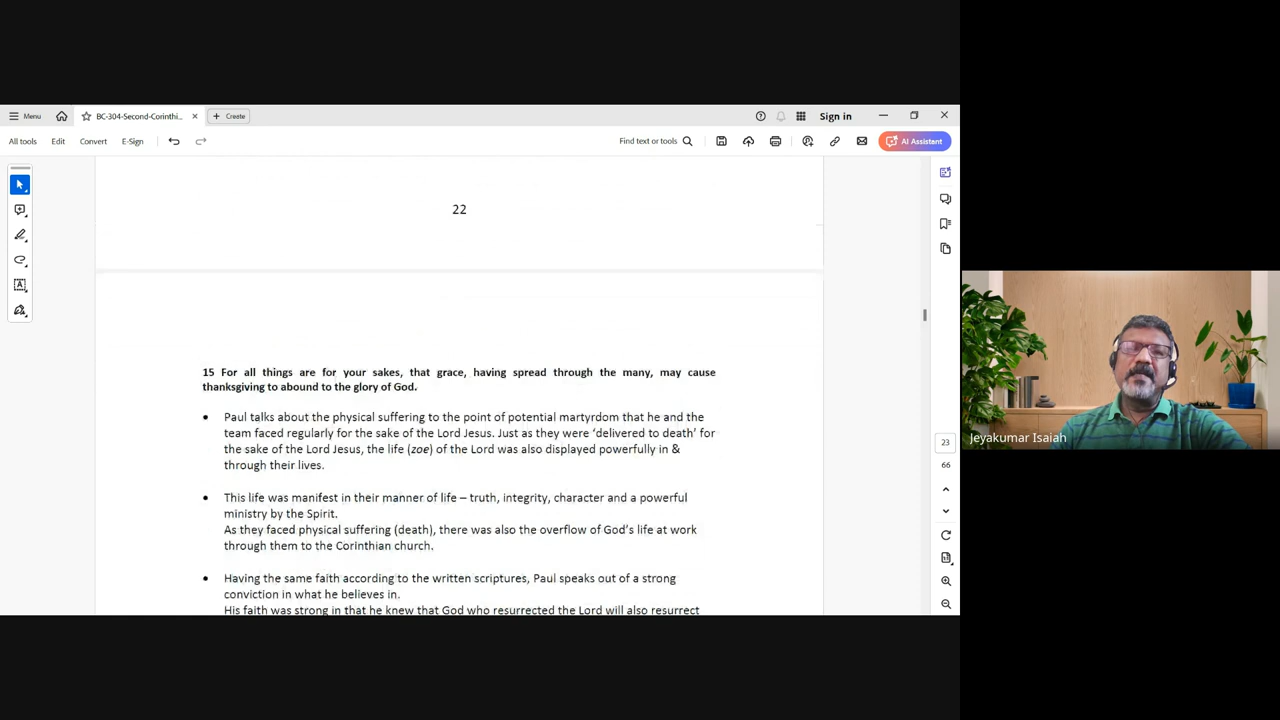 Menu
BC-304-Second-Corinthi...
Create
Sign in
All tools
Edit
Convert
E-Sign
Find text or tools
AI Assistant
22
15 For all things are for your sakes, that grace, having spread through the many, may cause
thanksgiving to abound to the glory of God.
• Paul talks about the physical suffering to the point of potential martyrdom that he and the
team faced regularly for the sake of the Lord Jesus. Just as they were ‘delivered to death’ for
the sake of the Lord Jesus, the life (zoe) of the Lord was also displayed powerfully in &
through their lives.
• This life was manifest in their manner of life – truth, integrity, character and a powerful
ministry by the Spirit.
As they faced physical suffering (death), there was also the overflow of God’s life at work
through them to the Corinthian church.
• Having the same faith according to the written scriptures, Paul speaks out of a strong
conviction in what he believes in.
His faith was strong in that he knew that God who resurrected the Lord will also resurrect
23
66
Jeyakumar Isaiah